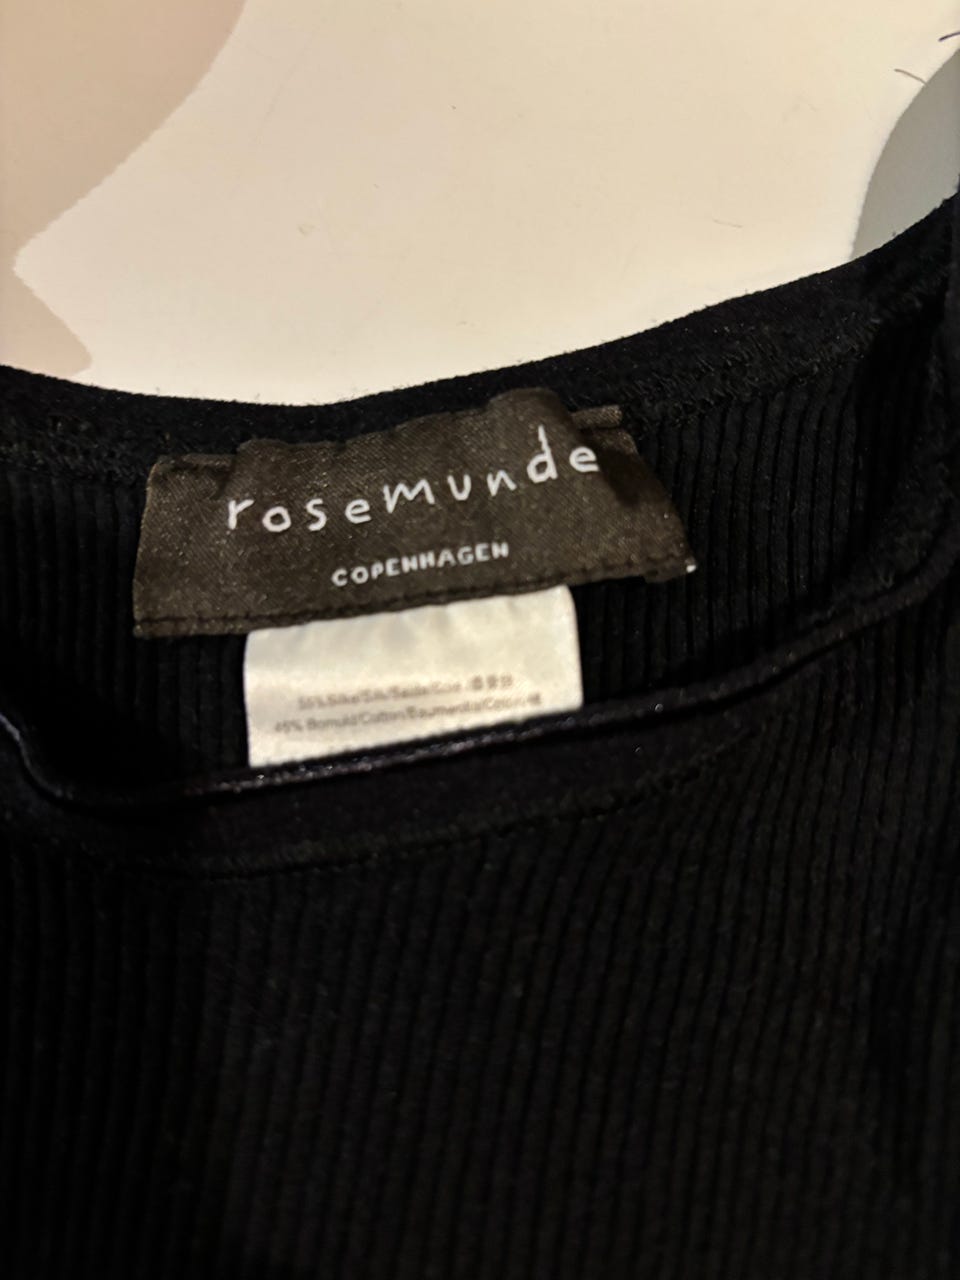 rosemunde
COPENHAGEN
55% Silke/Silk/Seide/Soie
45% Bomuld/Cotton/Baumwolle/Coton